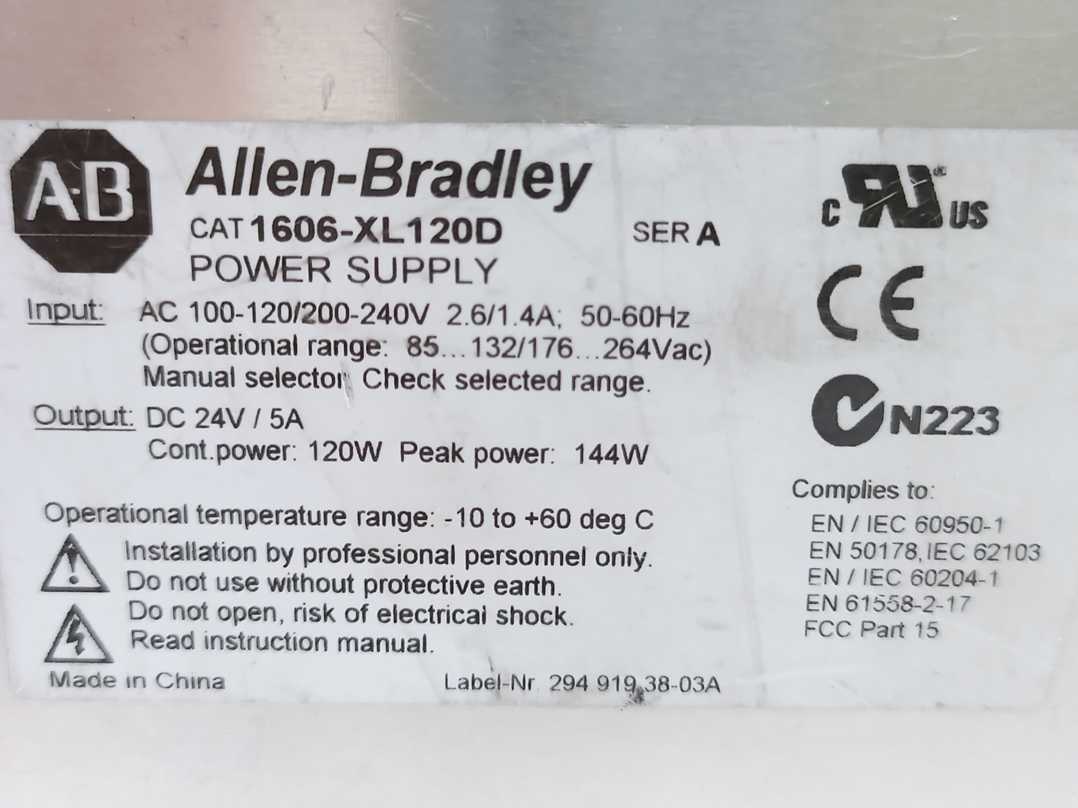 A-B
Allen-Bradley
CAT 1606-XL120D SER A
POWER SUPPLY
Input: AC 100-120/200-240V 2.6/1.4A; 50-60Hz
(Operational range: 85...132/176...264Vac)
Manual selector. Check selected range.
Output: DC 24V / 5A
Cont.power: 120W Peak power: 144W
Operational temperature range: -10 to +60 deg C
Installation by professional personnel only.
Do not use without protective earth.
Do not open, risk of electrical shock.
Read instruction manual.
Made in China
Label-Nr. 294 919.38-03A
c RU US
CE
N223
Complies to:
EN / IEC 60950-1
EN 50178, IEC 62103
EN / IEC 60204-1
EN 61558-2-17
FCC Part 15